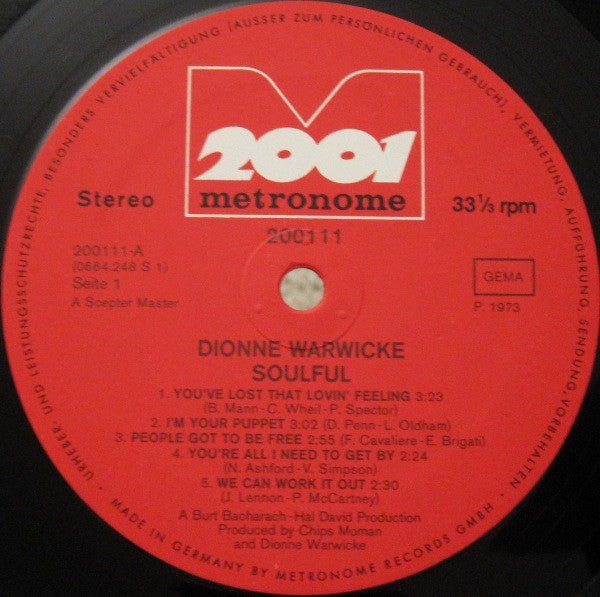 URHEBER- UND LEISTUNGSSCHUTZRECHTE, BESONDERS VERVIELFÄLTIGUNG (AUSSER ZUM PERSÖNLICHEN GEBRAUCH), VERMIETUNG, AUFFÜHRUNG, SENDUNG, VORBEHALTEN
2001
metronome
Stereo
33 1/3 rpm
200111
200111-A
(0664.248 S 1)
Seite 1
A Scepter Master
GEMA
P. 1973
DIONNE WARWICKE
SOULFUL
1. YOU'VE LOST THAT LOVIN' FEELING 3:23
(B. Mann-C. Wheil-P. Spector)
2. I'M YOUR PUPPET 3:02 (D. Penn-L. Oldham)
3. PEOPLE GOT TO BE FREE 2:55 (F. Cavaliere-E. Brigati)
4. YOU'RE ALL I NEED TO GET BY 2:24
(N. Ashford-V. Simpson)
5. WE CAN WORK IT OUT 2:30
(J. Lennon-P. McCartney)
A Burt Bacharach-Hal David Production
Produced by Chips Moman
and Dionne Warwicke
• MADE IN GERMANY BY METRONOME RECORDS GMBH •